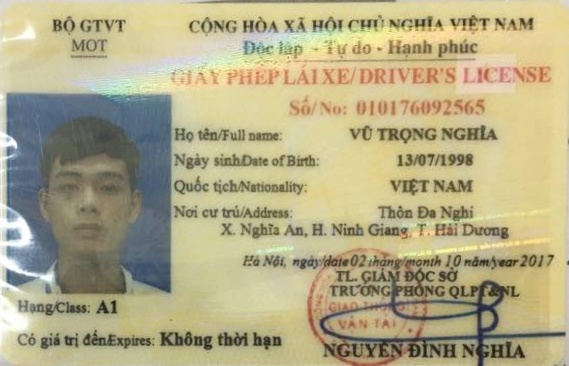 BỘ GTVT
MOT
CỘNG HÒA XÃ HỘI CHỦ NGHĨA VIỆT NAM
Độc lập - Tự do - Hạnh phúc
GIẤY PHÉP LÁI XE/DRIVER'S LICENSE
Số/No: 010176092565
Họ tên/Full name: VŨ TRỌNG NGHĨA
Ngày sinh/Date of Birth: 13/07/1998
Quốc tịch/Nationality: VIỆT NAM
Nơi cư trú/Address: Thôn Đa Nghi
X. Nghĩa An, H. Ninh Giang, T. Hải Dương
Hà Nội, ngày/date 02 tháng/month 10 năm/year 2017
TL. GIÁM ĐỐC SỞ
TRƯỞNG PHÒNG QLPT&NL
GIAO THÔNG
VẬN TẢI
Hạng/Class: A1
Có giá trị đến/Expires: Không thời hạn
NGUYỄN ĐÌNH NGHĨA